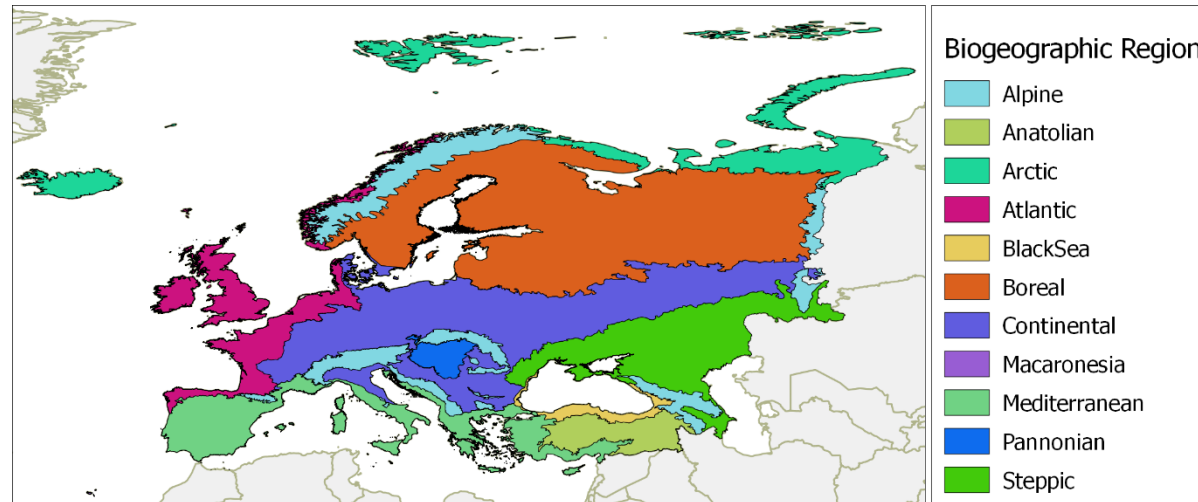 Biogeographic Region
Alpine
Anatolian
Arctic
Atlantic
BlackSea
Boreal
Continental
Macaronesia
Mediterranean
Pannonian
Steppic